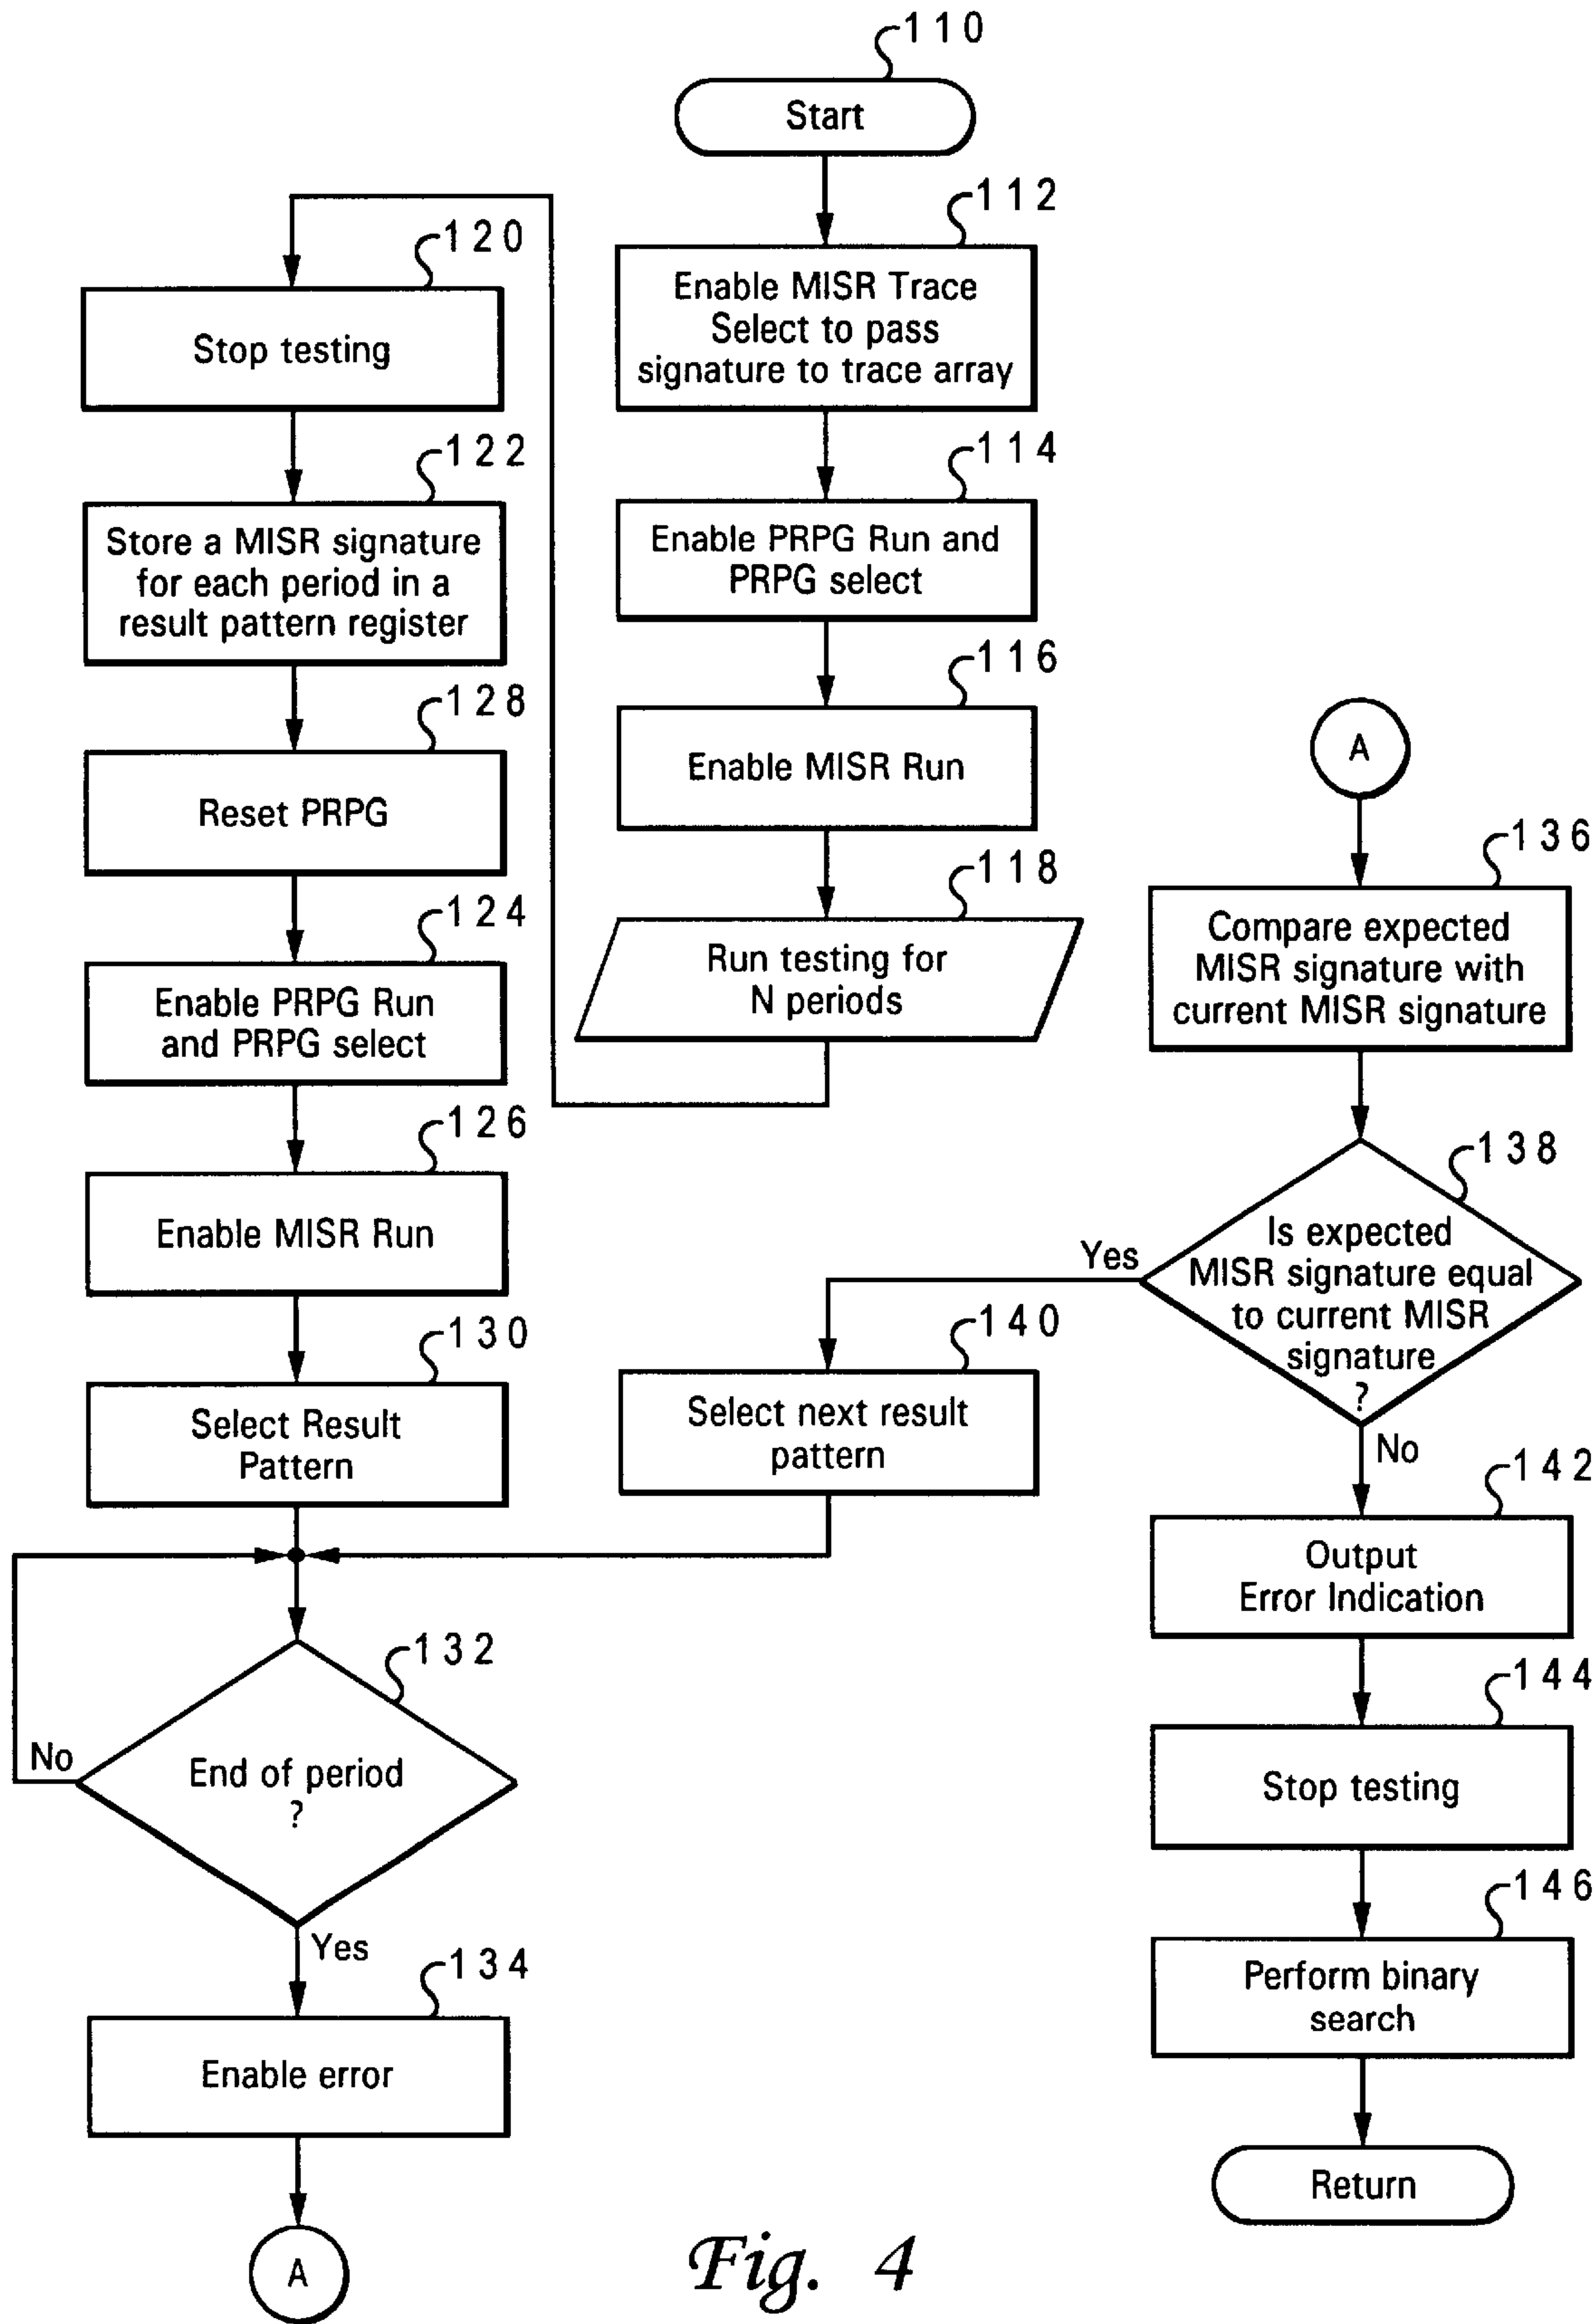 110
Start
112
Enable MISR Trace
Select to pass
signature to trace array
114
Enable PRPG Run and
PRPG select
116
Enable MISR Run
118
Run testing for
N periods
120
Stop testing
122
Store a MISR signature
for each period in a
result pattern register
128
Reset PRPG
124
Enable PRPG Run
and PRPG select
126
Enable MISR Run
130
Select Result
Pattern
132
End of period
?
No
Yes
134
Enable error
A
A
136
Compare expected
MISR signature with
current MISR signature
138
Is expected
MISR signature equal
to current MISR
signature
?
Yes
No
140
Select next result
pattern
142
Output
Error Indication
144
Stop testing
146
Perform binary
search
Return
Fig. 4